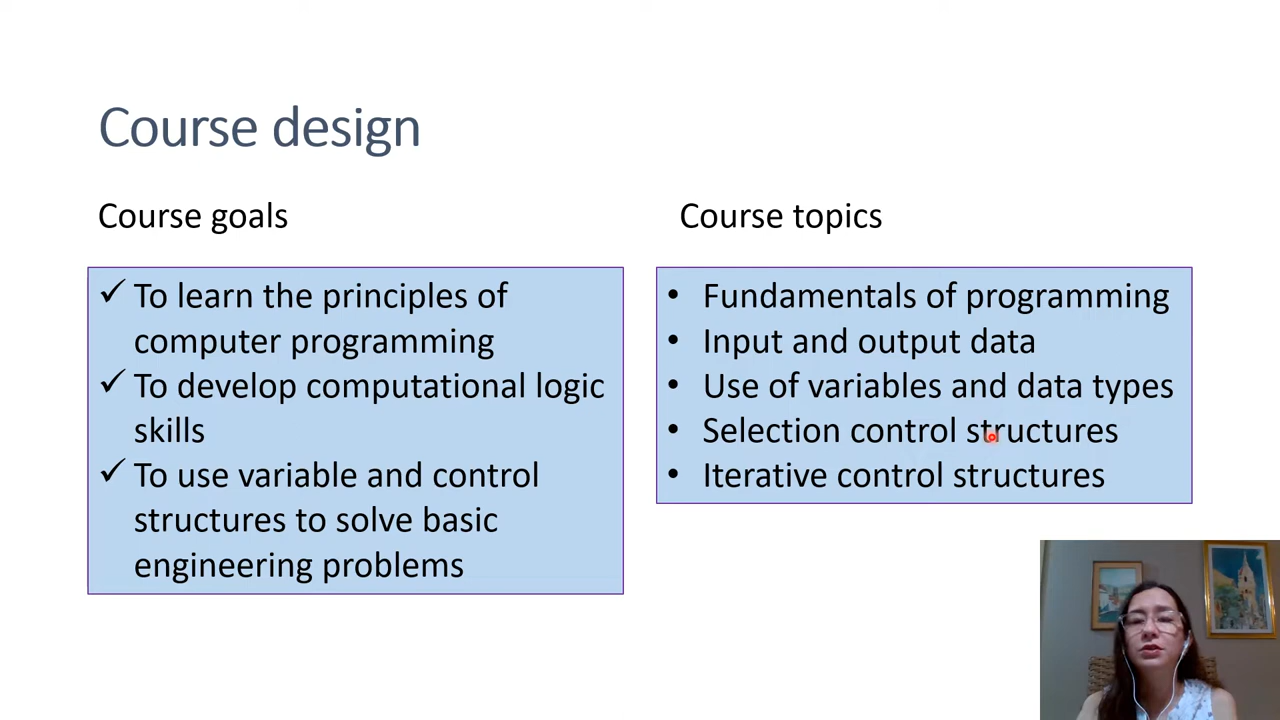 Course design
Course goals
✓ To learn the principles of
computer programming
✓ To develop computational logic
skills
✓ To use variable and control
structures to solve basic
engineering problems
Course topics
• Fundamentals of programming
• Input and output data
• Use of variables and data types
• Selection control structures
• Iterative control structures